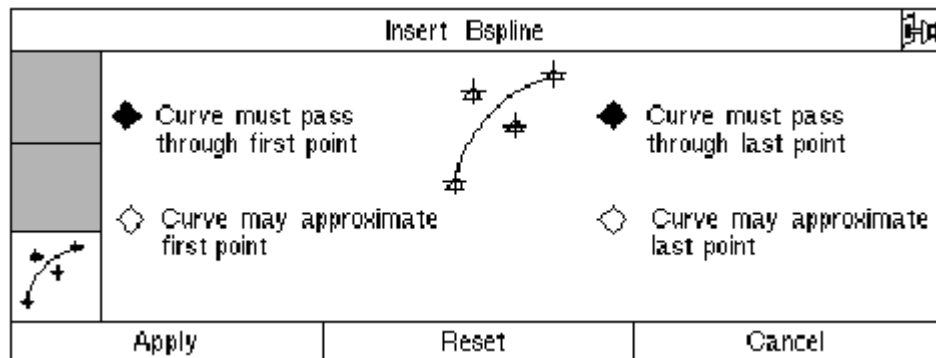 Insert Bspline
Curve must pass
through first point
Curve must pass
through last point
Curve may approximate
first point
Curve may approximate
last point
Apply
Reset
Cancel